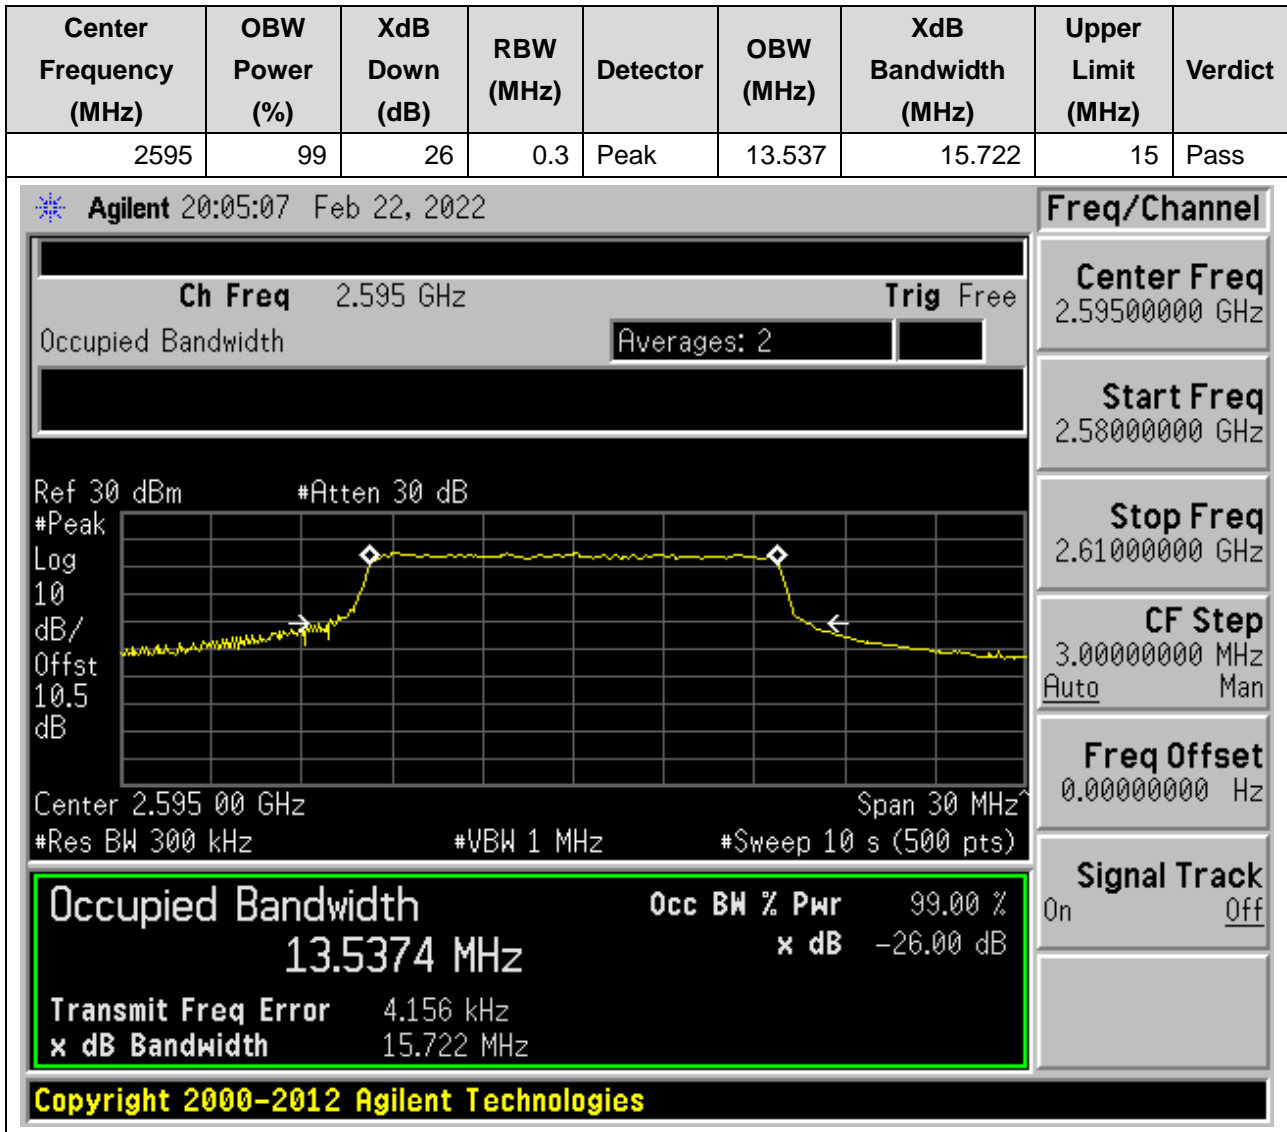 Center Frequency (MHz) OBW Power (%) XdB Down (dB) RBW (MHz) Detector OBW (MHz) XdB Bandwidth (MHz) Upper Limit (MHz) Verdict
2595 99 26 0.3 Peak 13.537 15.722 15 Pass
Agilent 20:05:07 Feb 22, 2022
Freq/Channel
Ch Freq 2.595 GHz Trig Free
Occupied Bandwidth Averages: 2
Center Freq
2.59500000 GHz
Start Freq
2.58000000 GHz
Stop Freq
2.61000000 GHz
CF Step
3.00000000 MHz
Auto Man
Freq Offset
0.00000000 Hz
Signal Track
On Off
Ref 30 dBm #Atten 30 dB
#Peak
Log
10
dB/
Offst
10.5
dB
Center 2.595 00 GHz Span 30 MHz^
#Res BW 300 kHz #VBW 1 MHz #Sweep 10 s (500 pts)
Occupied Bandwidth Occ BW % Pwr 99.00 %
13.5374 MHz x dB -26.00 dB
Transmit Freq Error 4.156 kHz
x dB Bandwidth 15.722 MHz
Copyright 2000-2012 Agilent Technologies